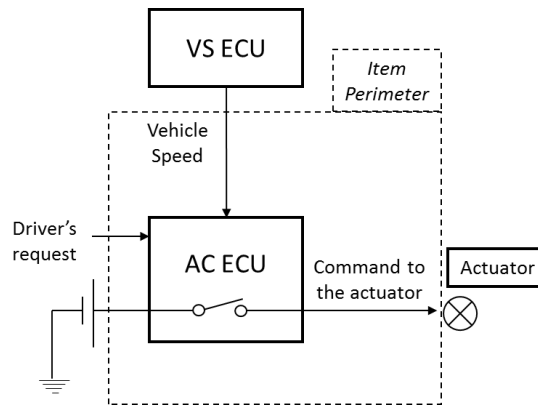 VS ECU
Item
Perimeter
Vehicle
Speed
Driver's
request
AC ECU
Command to
the actuator
Actuator